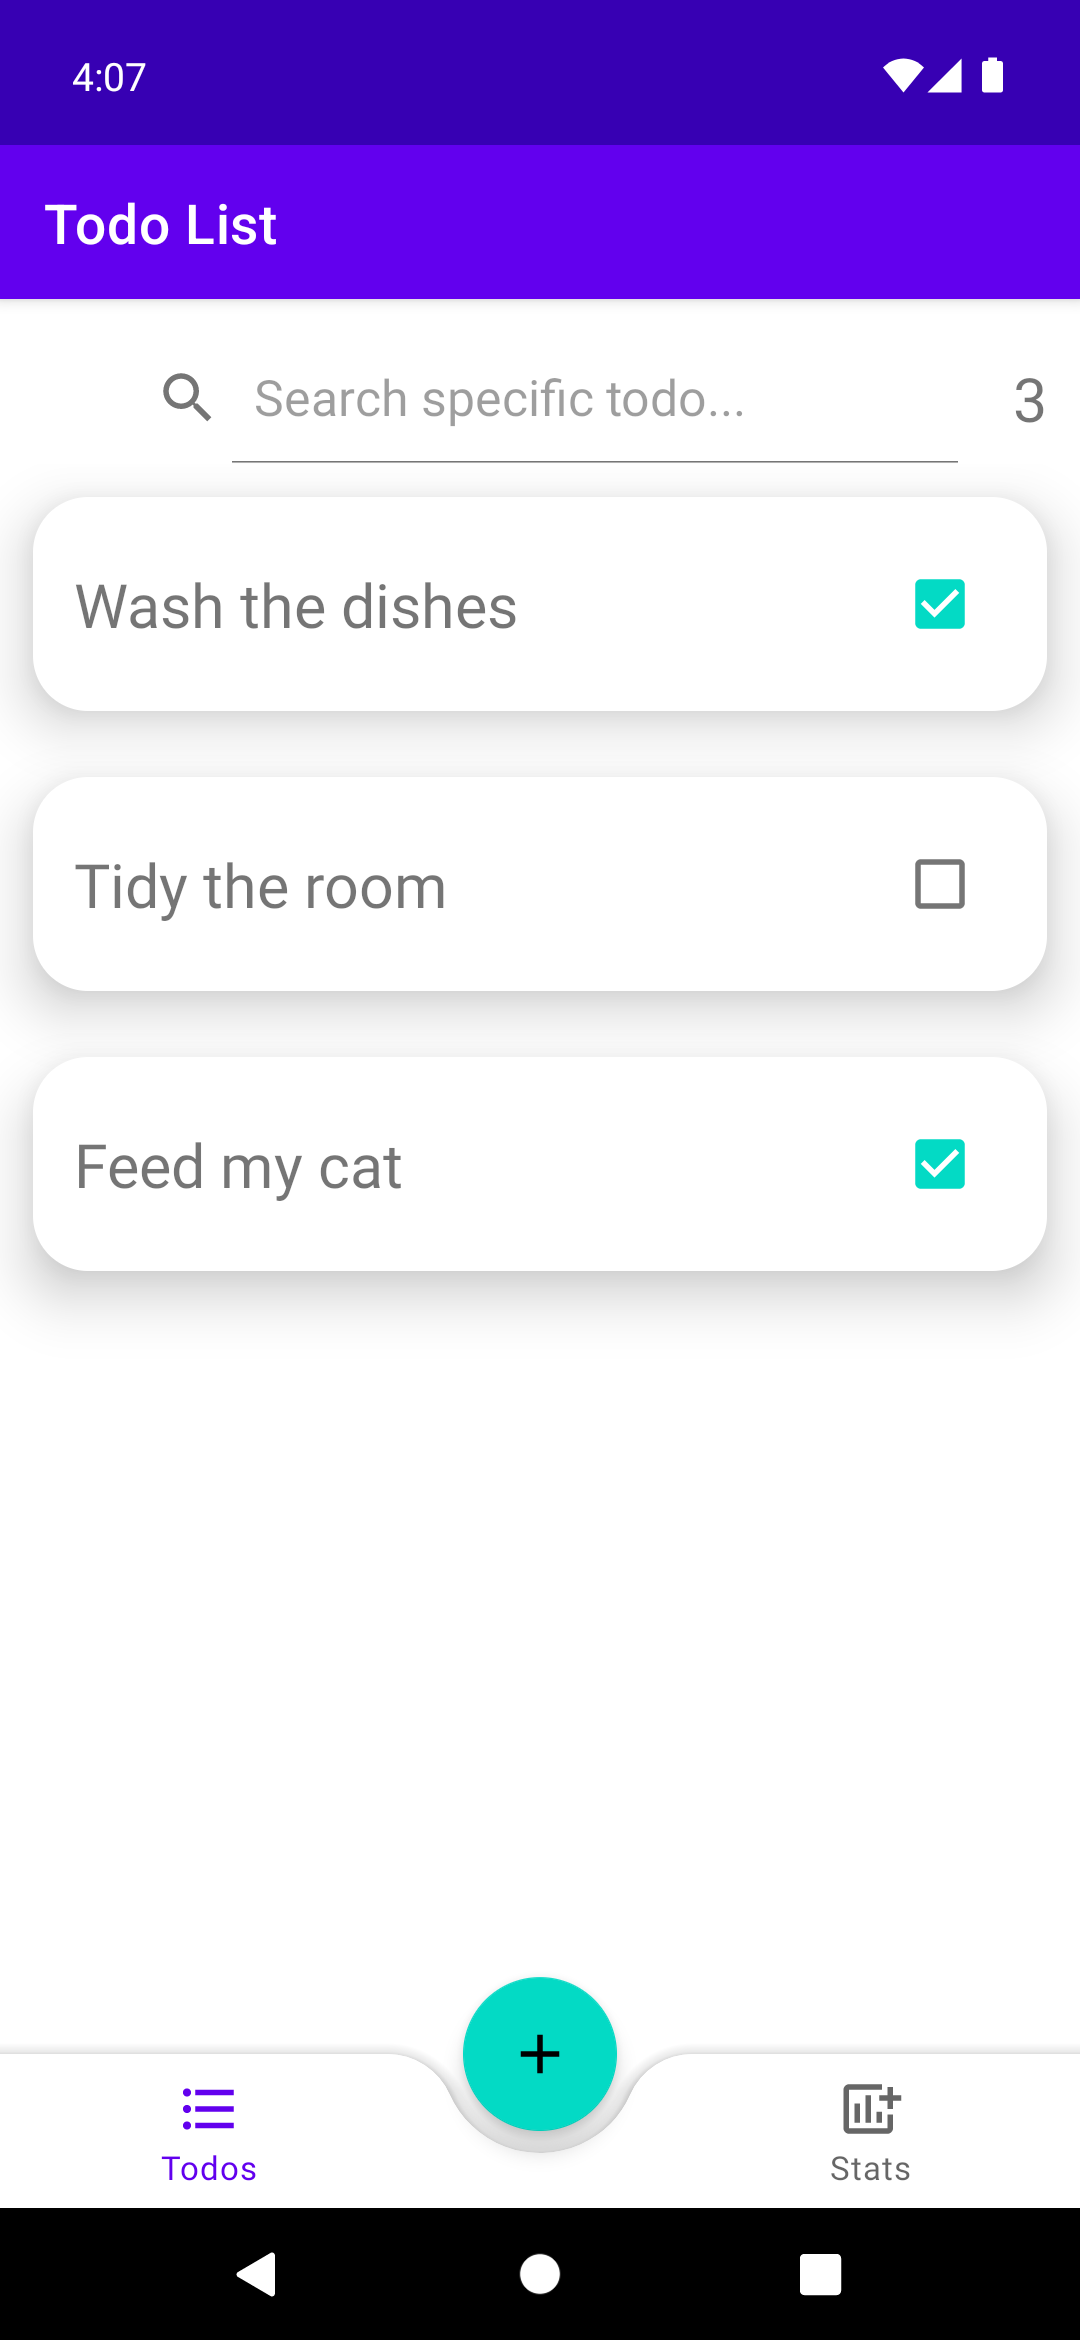 4:07
Todo List
Search specific todo...
3
Wash the dishes
Tidy the room
Feed my cat
Todos
Stats